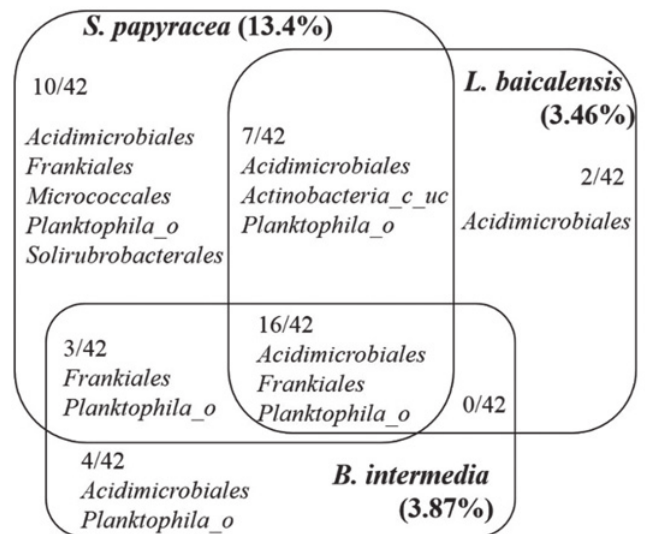 S. papyracea (13.4%)
10/42
Acidimicrobiales
Frankiales
Micrococcales
Planktophila_o
Solirubrobacterales
7/42
Acidimicrobiales
Actinobacteria_c_uc
Planktophila_o
L. baicalensis
(3.46%)
2/42
Acidimicrobiales
3/42
Frankiales
Planktophila_o
16/42
Acidimicrobiales
Frankiales
Planktophila_o
0/42
4/42
Acidimicrobiales
Planktophila_o
B. intermedia
(3.87%)